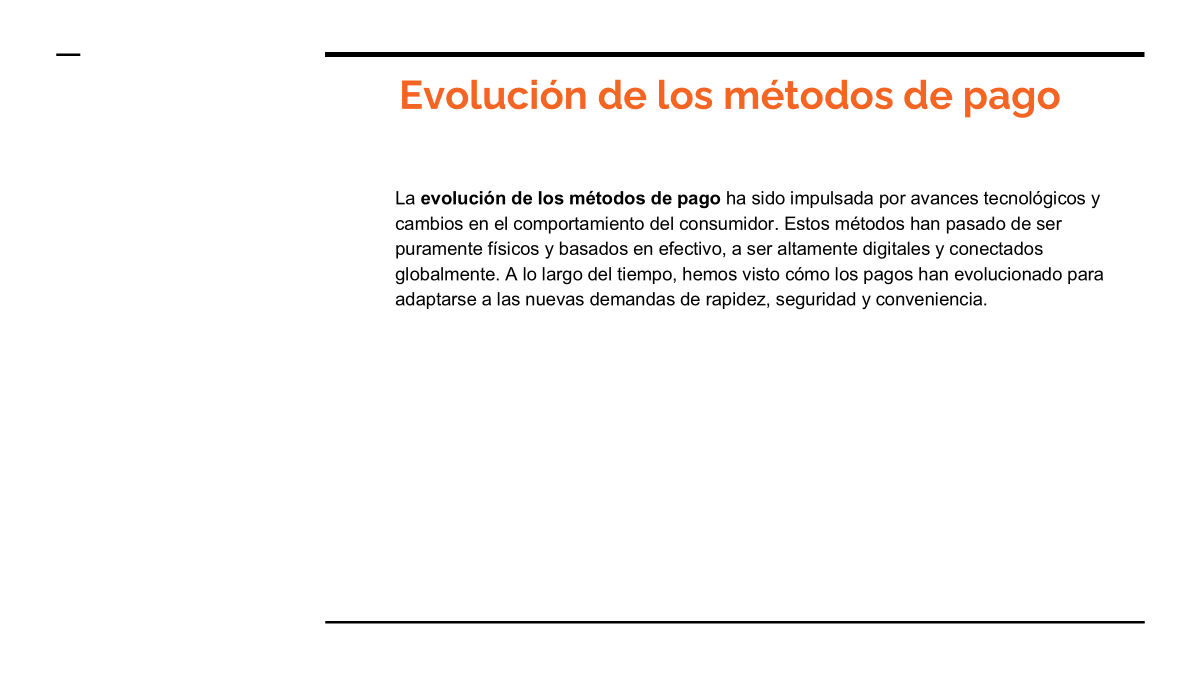 Evolución de los métodos de pago
La evolución de los métodos de pago ha sido impulsada por avances tecnológicos y
cambios en el comportamiento del consumidor. Estos métodos han pasado de ser
puramente físicos y basados en efectivo, a ser altamente digitales y conectados
globalmente. A lo largo del tiempo, hemos visto cómo los pagos han evolucionado para
adaptarse a las nuevas demandas de rapidez, seguridad y conveniencia.